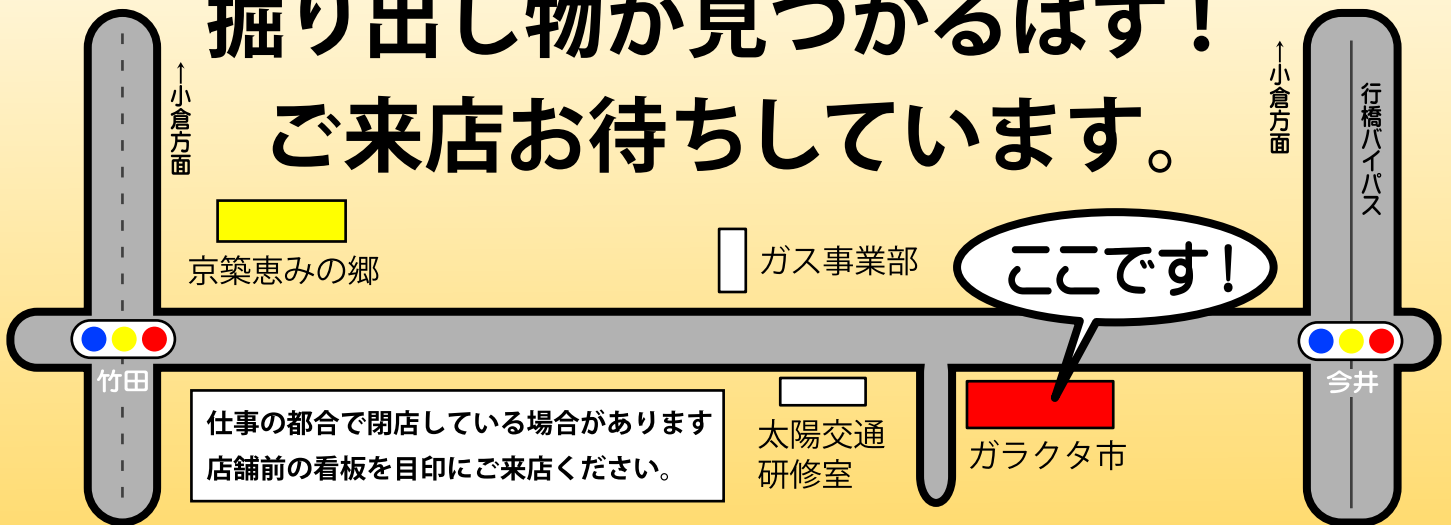 掘り出し物が見つかるはず！
ご来店お待ちしています。
←小倉方面
←小倉方面
行橋バイパス
京築恵みの郷
ガス事業部
ここです！
竹田
今井
仕事の都合で閉店している場合があります
店舗前の看板を目印にご来店ください。
太陽交通
研修室
ガラクタ市